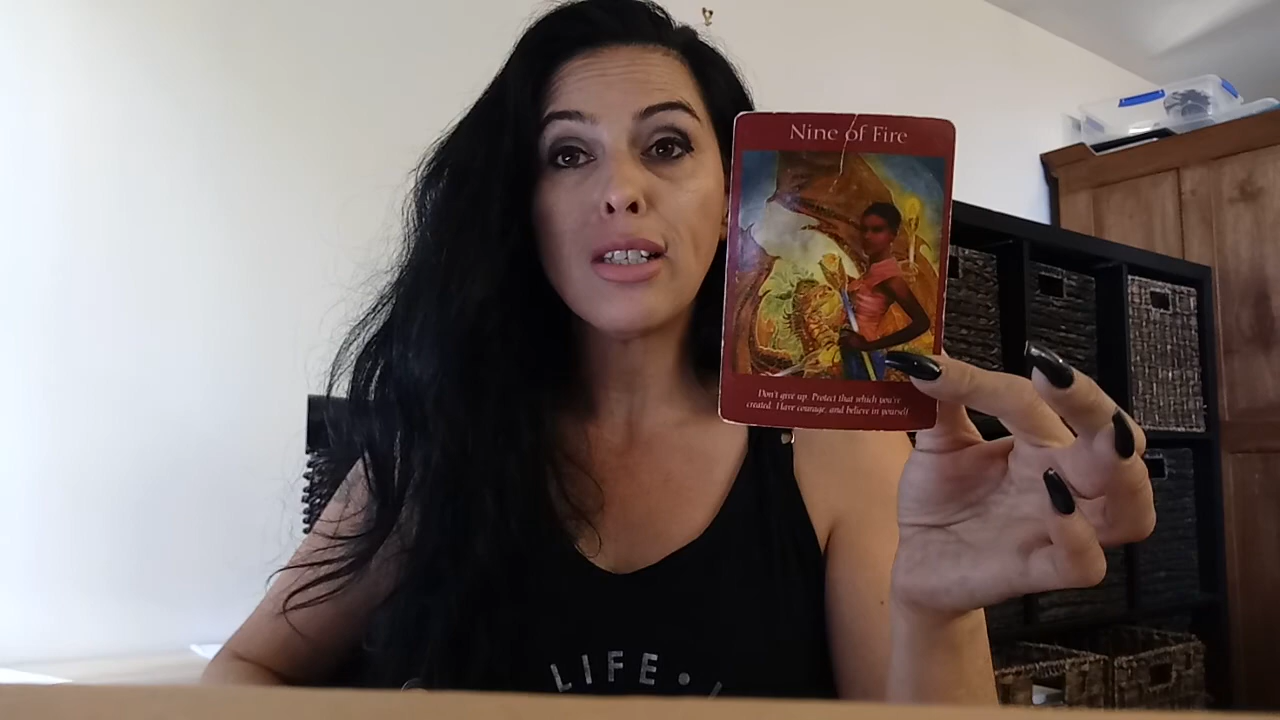 Nine of Fire
Don't give up. Protect that which you've
created. Have courage, and believe in yourself
LIFE •